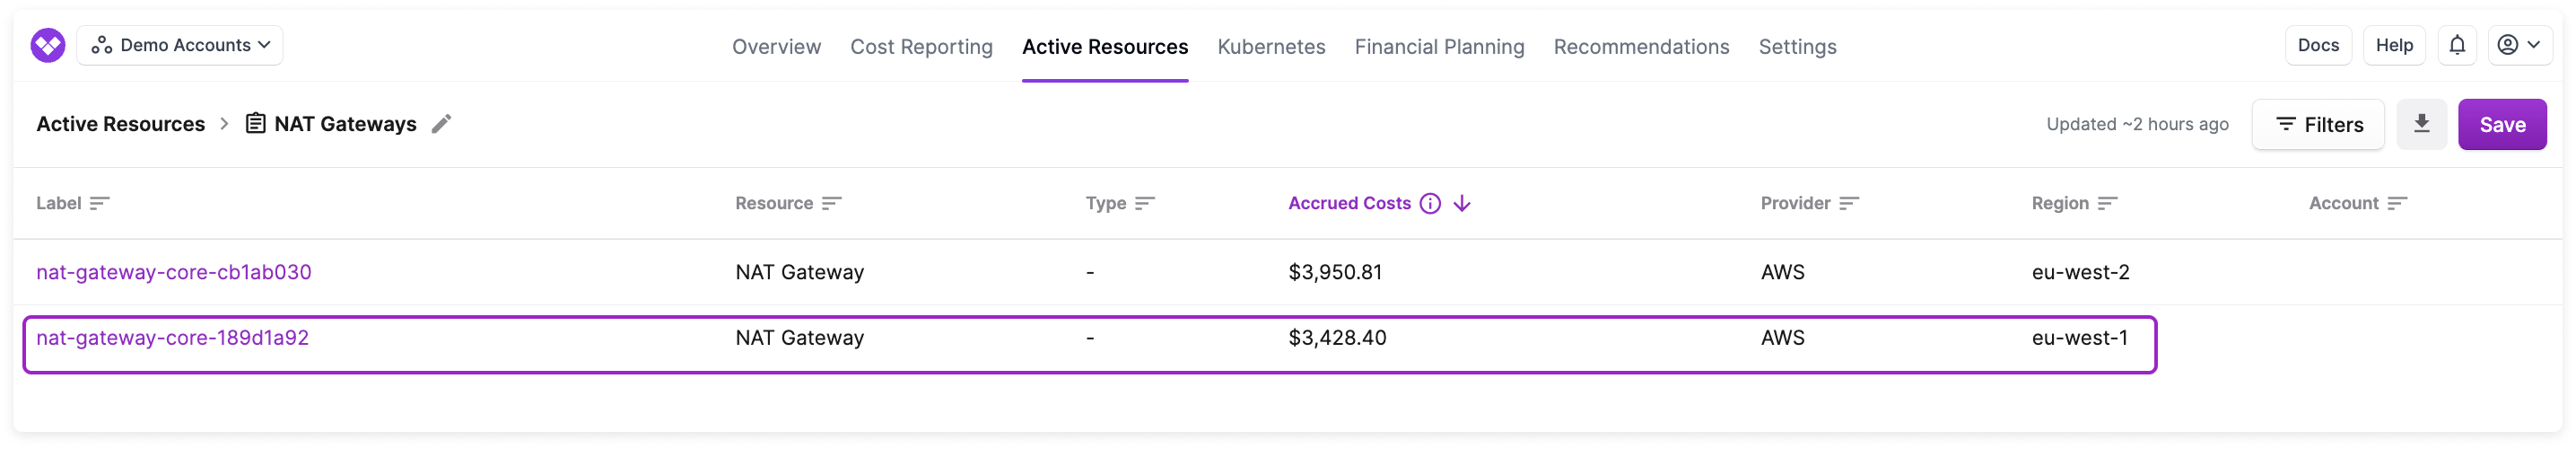 Demo Accounts Overview Cost Reporting Active Resources Kubernetes Financial Planning Recommendations Settings Docs Help
Active Resources > NAT Gateways Updated ~2 hours ago Filters Save
Label Resource Type Accrued Costs Provider Region Account
nat-gateway-core-cb1ab030 NAT Gateway - $3,950.81 AWS eu-west-2
nat-gateway-core-189d1a92 NAT Gateway - $3,428.40 AWS eu-west-1